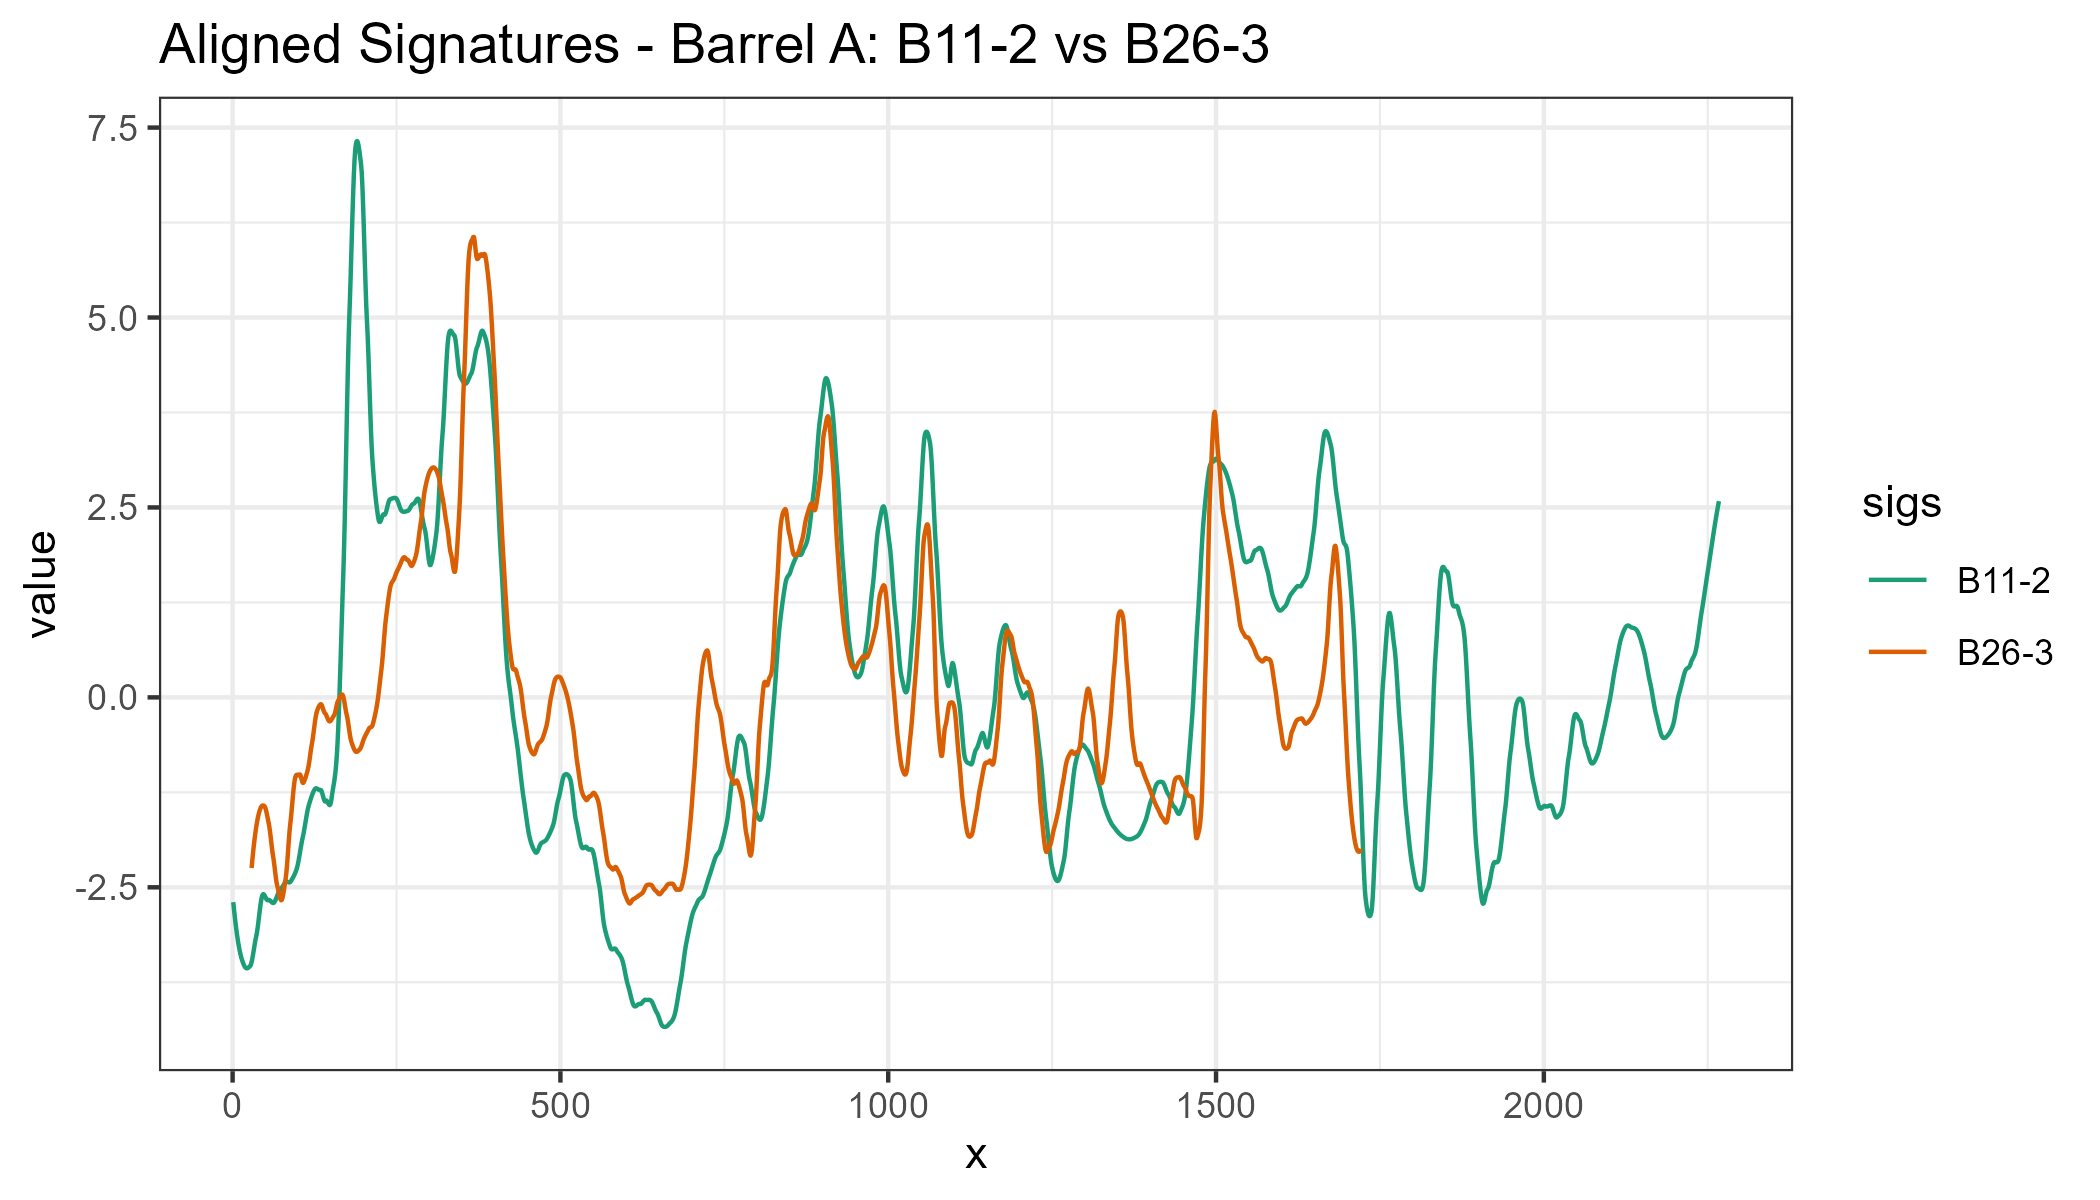 Aligned Signatures - Barrel A: B11-2 vs B26-3
7.5
5.0
2.5
0.0
-2.5
value
0 500 1000 1500 2000
x
sigs
B11-2
B26-3